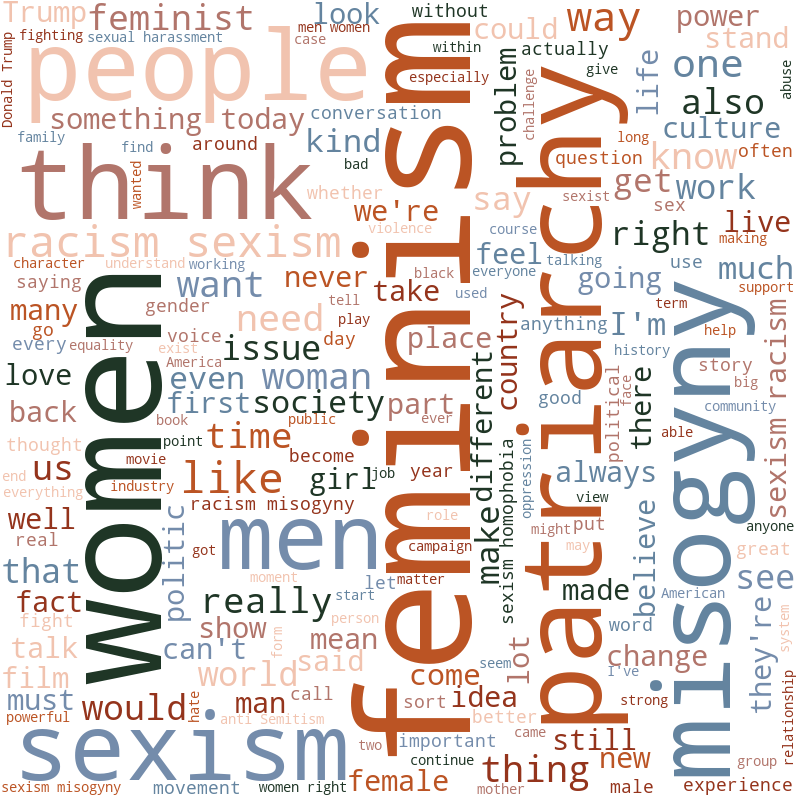 Trump
feminist
look
without
could
way
power
fighting
sexual harassment
men women
case
within
actually
stand
Donald Trump
people
especially
give
problem
challenge
life
one
abuse
something
today
conversation
also
family
find
around
kind
culture
long
question
know
often
think
wanted
bad
whether
we're
say
sexist
get
work
sex
violence
course
right
live
making
racism sexism
feminism
patriarchy
character
understand
working
feel
talking
everyone
black
use
much
saying
want
never
take
used
going
support
many
gender
tell
term
go
need
play
anything
I'm
help
women
every
equality
voice
exist
issue
day
place
country
history
misogyny
America
love
even
woman
different
political
face
there
story
big
sexism racism
back
book
first
society
part
good
community
public
ever
thought
point
time
able
us
movie
become
end
everything
industry
like
girl
job
year
always
oppression
sexism homophobia
view
well
racism misogyny
role
make
might
put
anyone
real
politic
got
men
campaign
may
believe
great
that
moment
let
matter
made
American
see
fact
really
start
fight
show
person
word
they're
system
talk
can't
form
mean
lot
change
film
world
said
come
seem
I've
must
would
hate
man
call
sort
idea
strong
relationship
powerful
anti Semitism
better
came
still
sexism
two
important
continue
thing
new
group
sexism misogyny
movement
women right
female
mother
male
experience